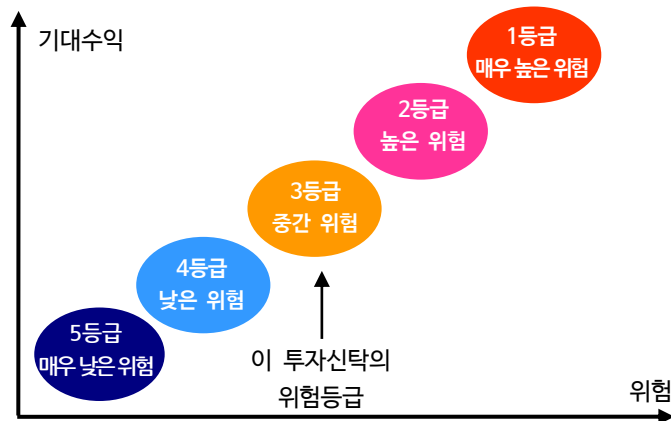 기대수익
1등급
매우 높은 위험
2등급
높은 위험
3등급
중간 위험
4등급
낮은 위험
5등급
매우 낮은 위험
이 투자신탁의
위험등급
위험